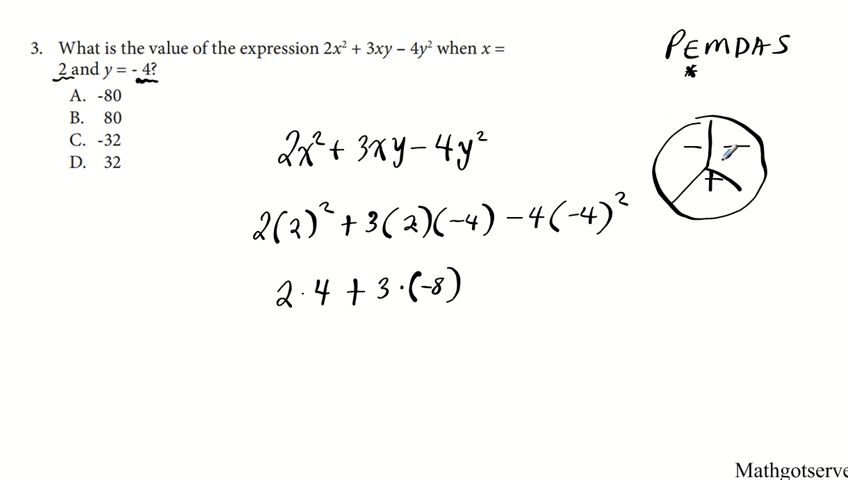 3. What is the value of the expression 2x² + 3xy – 4y² when x =
2 and y = - 4?
A. -80
B. 80
C. -32
D. 32
PEMDAS
*
2x² + 3xy – 4y²
– –
+
2(2)² + 3(2)(-4) – 4(-4)²
2 · 4 + 3 · (-8)
Mathgotserve